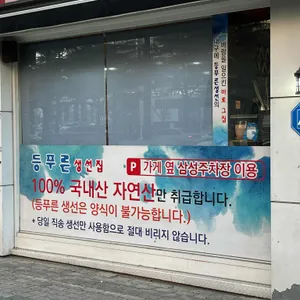 등푸른생선집
P 가게 옆 삼성주차장 이용
100% 국내산 자연산만 취급합니다.
(등푸른 생선은 양식이 불가능합니다.)
+ 당일 직송 생선만 사용함으로 절대 비리지 않습니다.